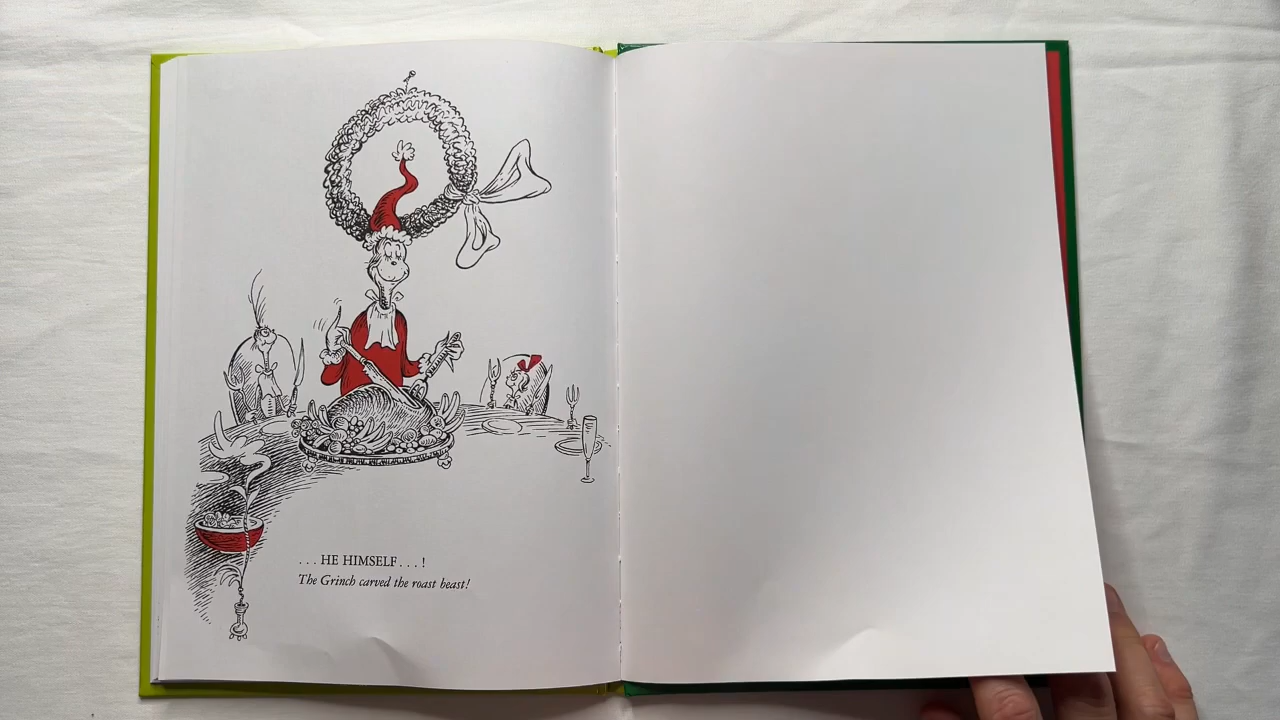 . . . HE HIMSELF . . . !
The Grinch carved the roast beast!